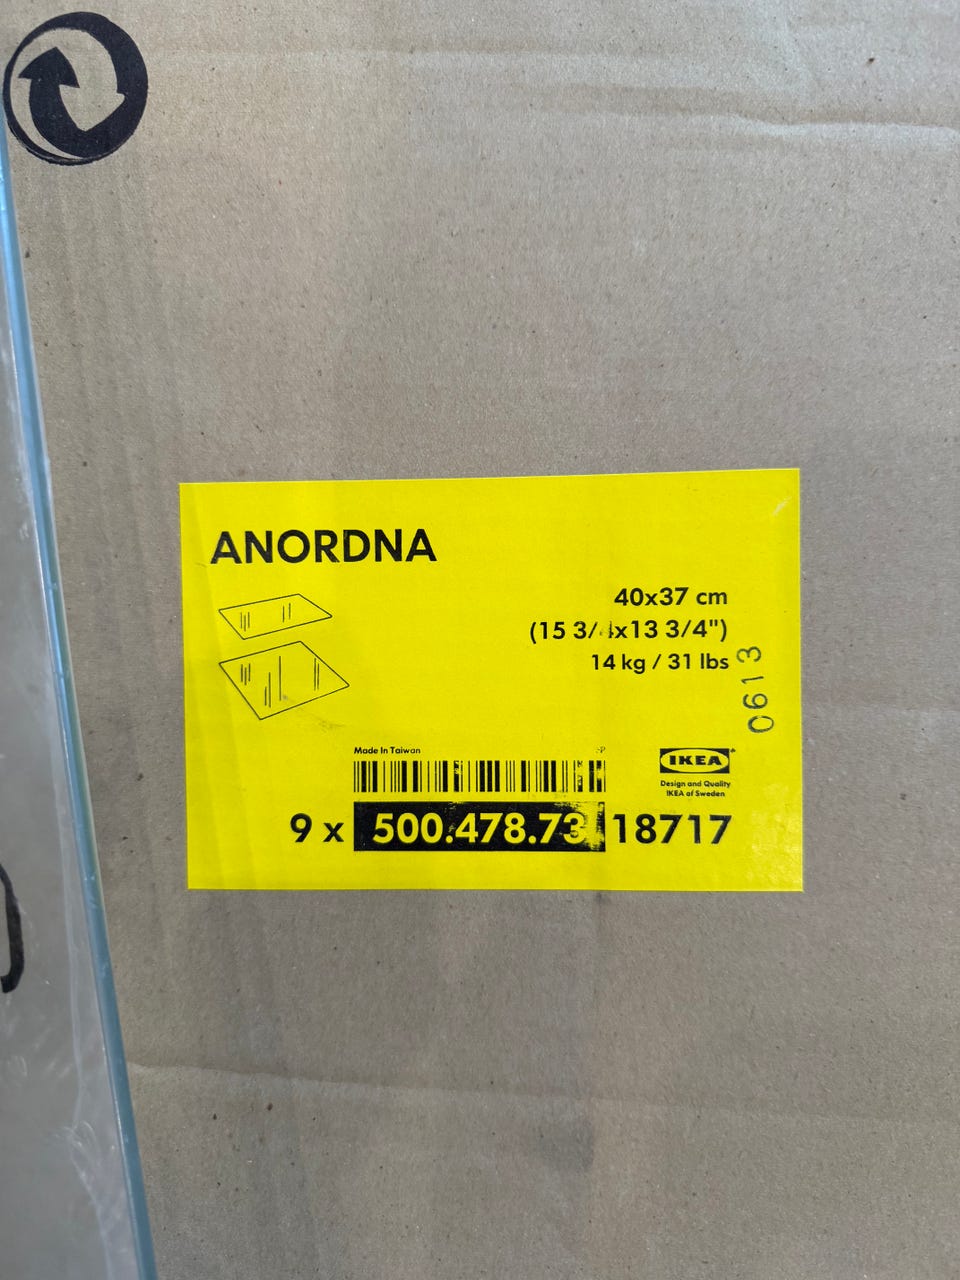 ANORDNA
40x37 cm
(15 3/4x13 3/4")
14 kg / 31 lbs
0613
Made In Taiwan
IKEA
Design and Quality
IKEA of Sweden
9 x 500.478.73 18717